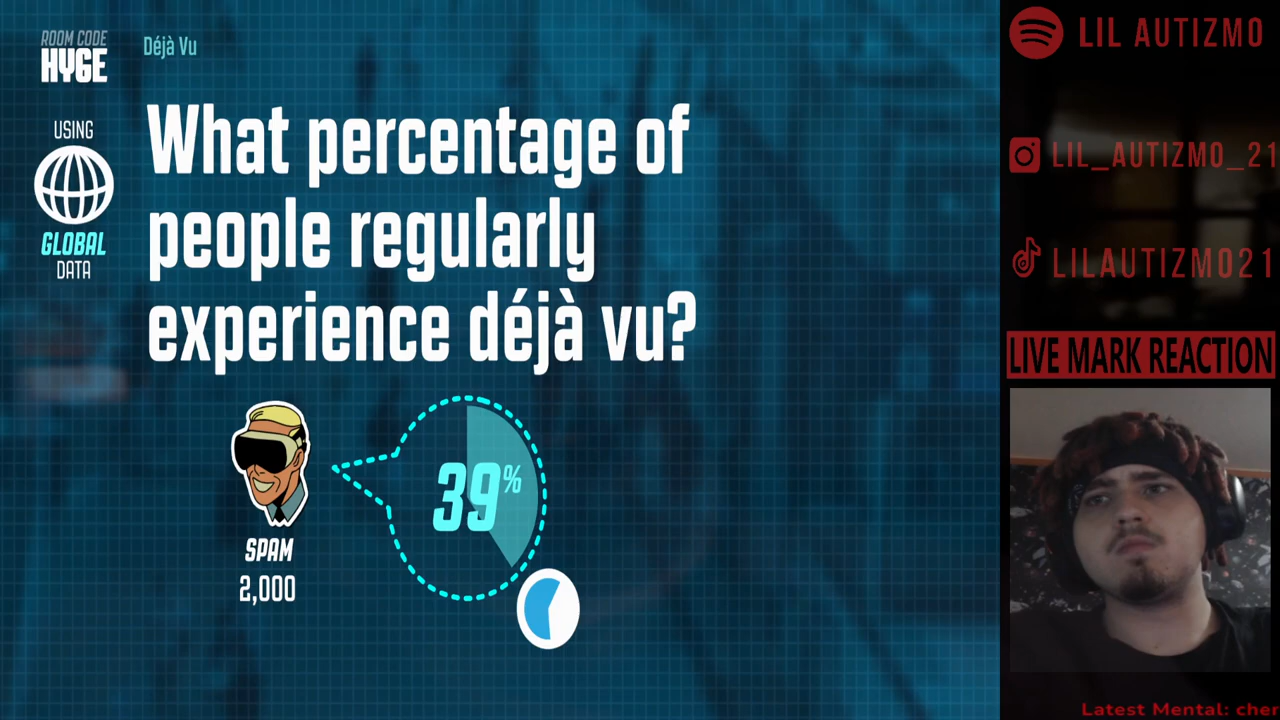 ROOM CODE
HYGE
Déjà Vu
USING
GLOBAL
DATA
What percentage of
people regularly
experience déjà vu?
39%
SPAM
2,000
LIL AUTIZMO
LIL_AUTIZMO_21
LILAUTIZMO21
LIVE MARK REACTION
Latest Mental: cher